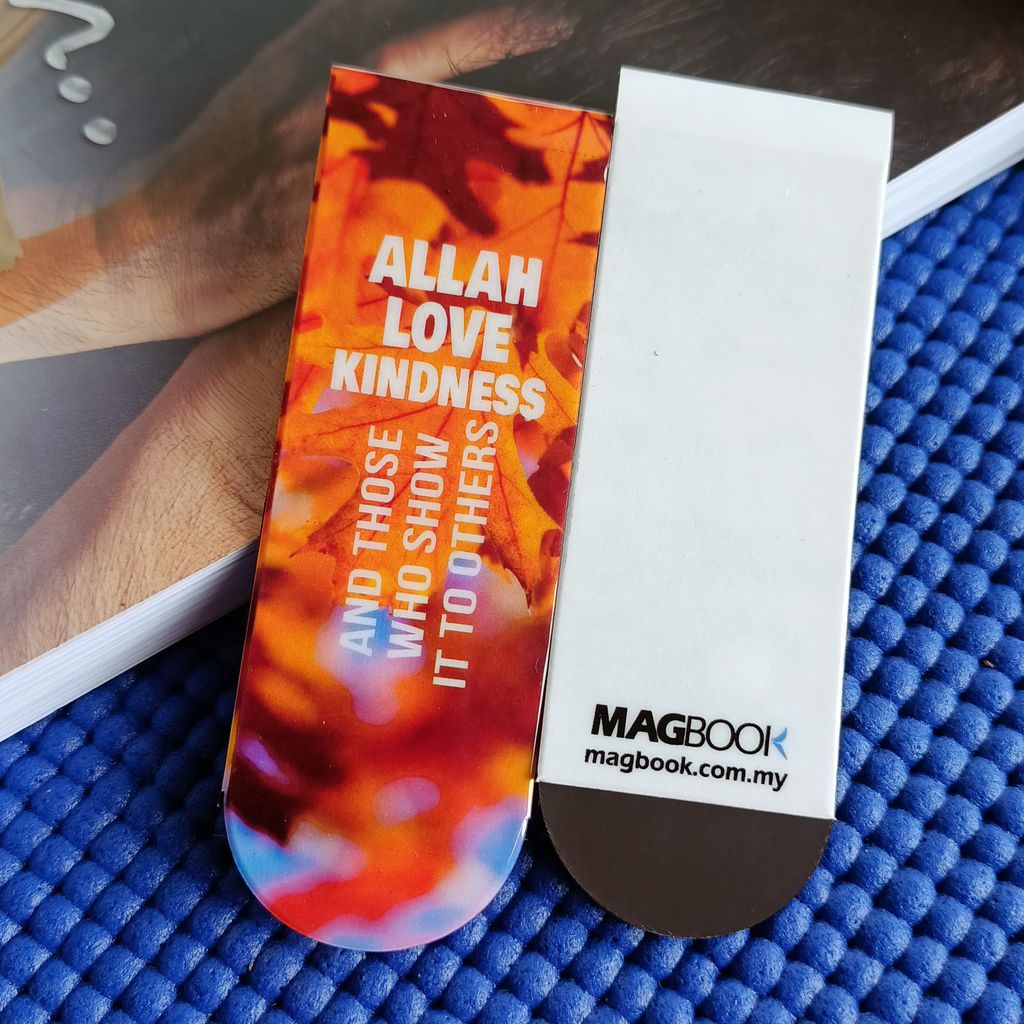 ALLAH
LOVE
KINDNESS
AND THOSE
WHO SHOW
IT TO OTHERS
MAGBOOK
magbook.com.my
?